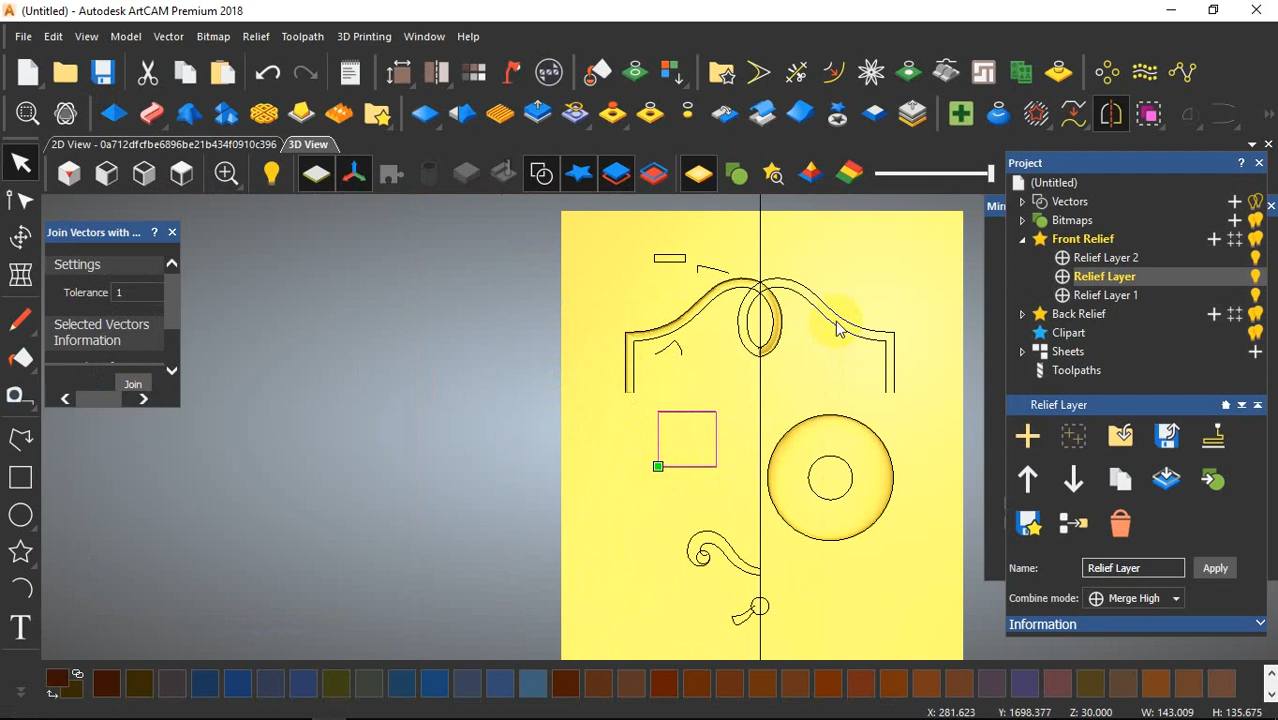 (Untitled) - Autodesk ArtCAM Premium 2018
File Edit View Model Vector Bitmap Relief Toolpath 3D Printing Window Help
2D View - 0a712dfcfbe6896be21b434f0910c396 3D View
Project ?
(Untitled)
Vectors
Bitmaps
Front Relief
Relief Layer 2
Relief Layer
Relief Layer 1
Back Relief
Clipart
Sheets
Toolpaths
Relief Layer
Name: Relief Layer Apply
Combine mode: Merge High
Information
Join Vectors with ... ?
Settings
Tolerance 1
Selected Vectors
Information
Join
T
X: 281.623 Y: 1698.377 Z: 30.000 W: 143.009 H: 135.675